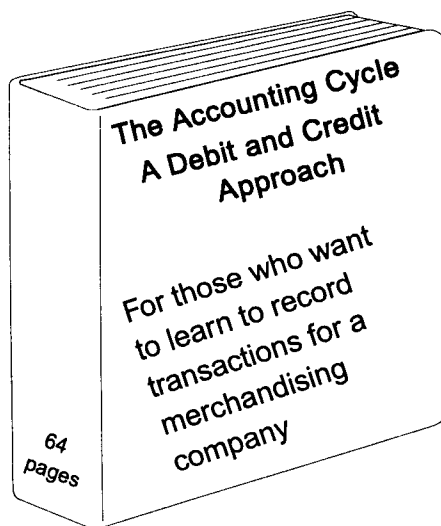 The Accounting Cycle
A Debit and Credit
Approach
For those who want
to learn to record
transactions for a
merchandising
company
64
pages